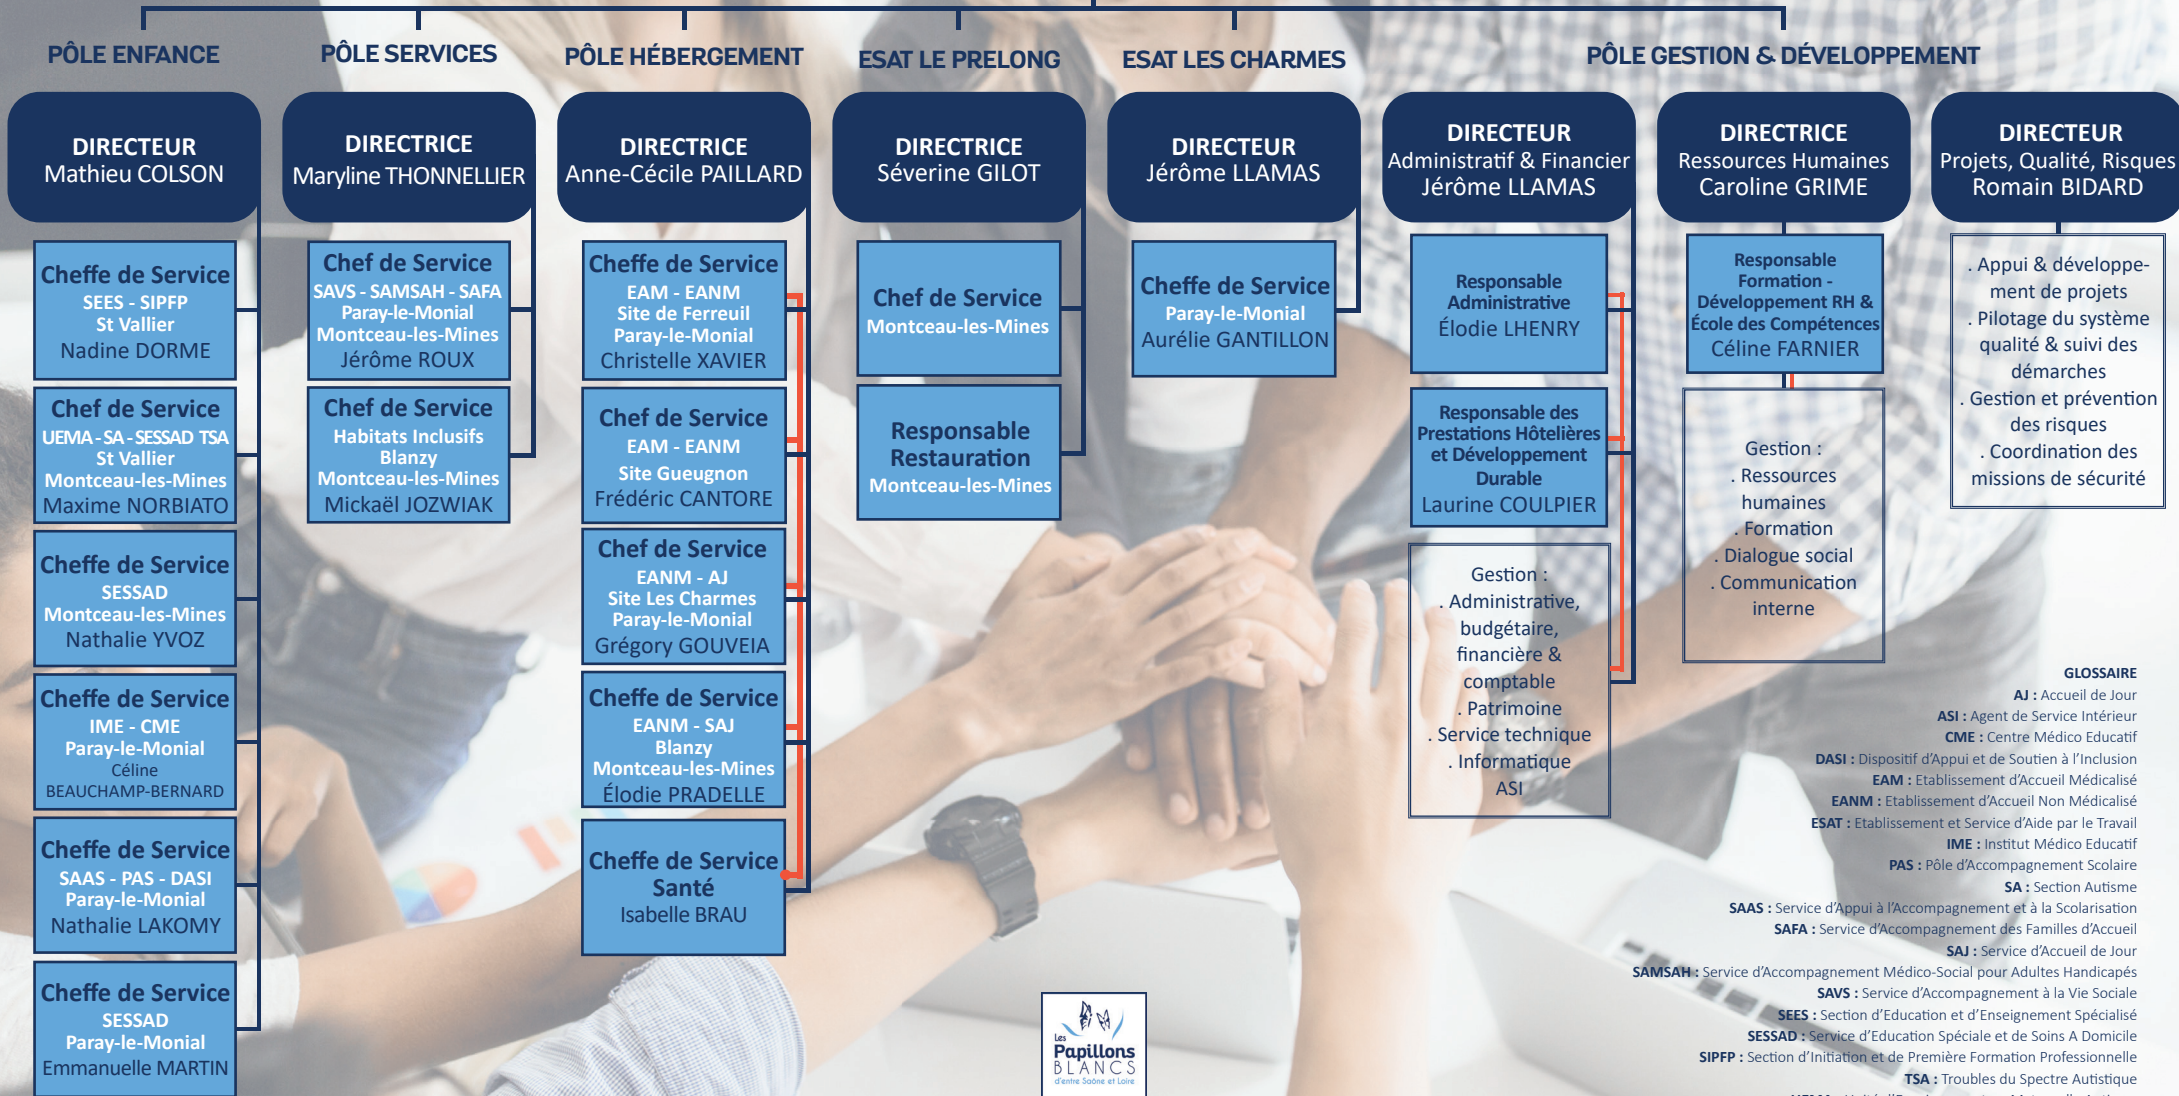 PÔLE ENFANCE
DIRECTEUR
Mathieu COLSON
Cheffe de Service
SEES - SIPFP
St Vallier
Nadine DORME
Chef de Service
UEMA - SA - SESSAD TSA
St Vallier
Montceau-les-Mines
Maxime NORBIATO
Cheffe de Service
SESSAD
Montceau-les-Mines
Nathalie YVOZ
Cheffe de Service
IME - CME
Paray-le-Monial
Céline
BEAUCHAMP-BERNARD
Cheffe de Service
SAAS - PAS - DASI
Paray-le-Monial
Nathalie LAKOMY
Cheffe de Service
SESSAD
Paray-le-Monial
Emmanuelle MARTIN
PÔLE SERVICES
DIRECTRICE
Maryline THONNELLIER
Chef de Service
SAVS - SAMSAH - SAFA
Paray-le-Monial
Montceau-les-Mines
Jérôme ROUX
Chef de Service
Habitats Inclusifs
Blanzy
Montceau-les-Mines
Mickaël JOZWIAK
PÔLE HÉBERGEMENT
DIRECTRICE
Anne-Cécile PAILLARD
Cheffe de Service
EAM - EANM
Site de Ferreuil
Paray-le-Monial
Christelle XAVIER
Chef de Service
EAM - EANM
Site Gueugnon
Frédéric CANTORE
Chef de Service
EANM - AJ
Site Les Charmes
Paray-le-Monial
Grégory GOUVEIA
Cheffe de Service
EANM - SAJ
Blanzy
Montceau-les-Mines
Élodie PRADELLE
Cheffe de Service
Santé
Isabelle BRAU
ESAT LE PRELONG
DIRECTRICE
Séverine GILOT
Chef de Service
Montceau-les-Mines
Responsable
Restauration
Montceau-les-Mines
ESAT LES CHARMES
DIRECTEUR
Jérôme LLAMAS
Cheffe de Service
Paray-le-Monial
Aurélie GANTILLON
PÔLE GESTION & DÉVELOPPEMENT
DIRECTEUR
Administratif & Financier
Jérôme LLAMAS
Responsable
Administrative
Élodie LHENRY
Responsable des
Prestations Hôtelières
et Développement
Durable
Laurine COULPIER
Gestion :
. Administrative,
budgétaire,
financière &
comptable
. Patrimoine
. Service technique
. Informatique
ASI
DIRECTRICE
Ressources Humaines
Caroline GRIME
Responsable
Formation -
Développement RH &
École des Compétences
Céline FARNIER
Gestion :
. Ressources
humaines
. Formation
. Dialogue social
. Communication
interne
DIRECTEUR
Projets, Qualité, Risques
Romain BIDARD
. Appui & développe-
ment de projets
. Pilotage du système
qualité & suivi des
démarches
. Gestion et prévention
des risques
. Coordination des
missions de sécurité
GLOSSAIRE
AJ : Accueil de Jour
ASI : Agent de Service Intérieur
CME : Centre Médico Educatif
DASI : Dispositif d'Appui et de Soutien à l'Inclusion
EAM : Etablissement d'Accueil Médicalisé
EANM : Etablissement d'Accueil Non Médicalisé
ESAT : Etablissement et Service d'Aide par le Travail
IME : Institut Médico Educatif
PAS : Pôle d'Accompagnement Scolaire
SA : Section Autisme
SAAS : Service d'Appui à l'Accompagnement et à la Scolarisation
SAFA : Service d'Accompagnement des Familles d'Accueil
SAJ : Service d'Accueil de Jour
SAMSAH : Service d'Accompagnement Médico-Social pour Adultes Handicapés
SAVS : Service d'Accompagnement à la Vie Sociale
SEES : Section d'Education et d'Enseignement Spécialisé
SESSAD : Service d'Education Spéciale et de Soins A Domicile
SIPFP : Section d'Initiation et de Première Formation Professionnelle
TSA : Troubles du Spectre Autistique
Les
Papillons
BLANCS
d'entre Saône et Loire